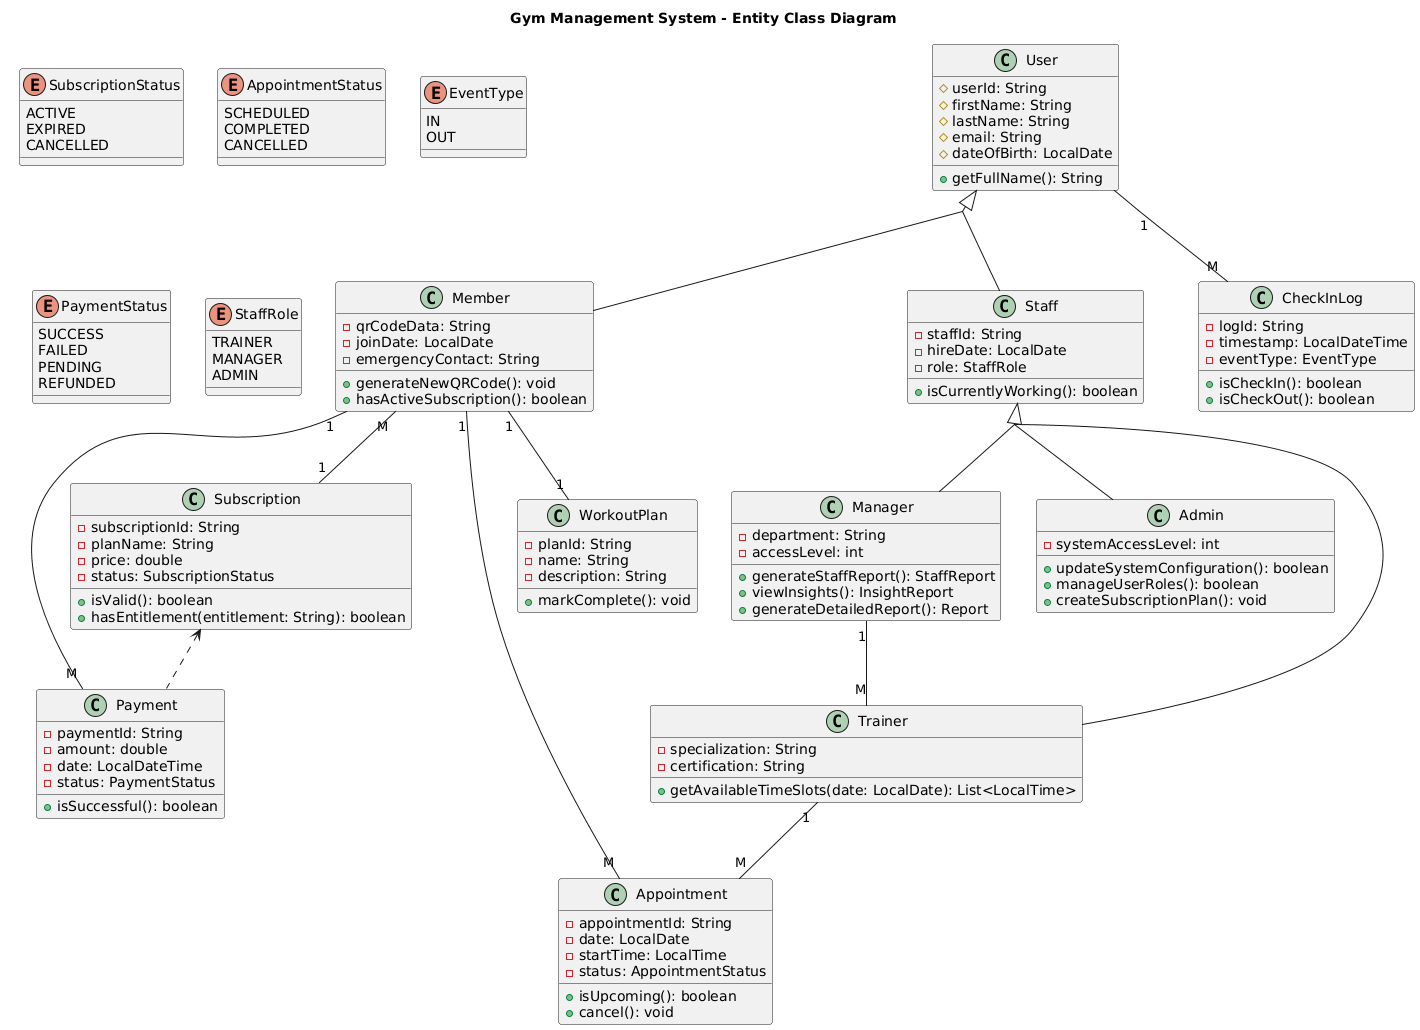 Gym Management System - Entity Class Diagram
E SubscriptionStatus
ACTIVE
EXPIRED
CANCELLED
E AppointmentStatus
SCHEDULED
COMPLETED
CANCELLED
E EventType
IN
OUT
C User
userId: String
firstName: String
lastName: String
email: String
dateOfBirth: LocalDate
getFullName(): String
1
M
E PaymentStatus
SUCCESS
FAILED
PENDING
REFUNDED
E StaffRole
TRAINER
MANAGER
ADMIN
C Member
qrCodeData: String
joinDate: LocalDate
emergencyContact: String
generateNewQRCode(): void
hasActiveSubscription(): boolean
C Staff
staffId: String
hireDate: LocalDate
role: StaffRole
isCurrentlyWorking(): boolean
C CheckInLog
logId: String
timestamp: LocalDateTime
eventType: EventType
isCheckIn(): boolean
isCheckOut(): boolean
1
M
1
1
1
1
C Subscription
subscriptionId: String
planName: String
price: double
status: SubscriptionStatus
isValid(): boolean
hasEntitlement(entitlement: String): boolean
C WorkoutPlan
planId: String
name: String
description: String
markComplete(): void
C Manager
department: String
accessLevel: int
generateStaffReport(): StaffReport
viewInsights(): InsightReport
generateDetailedReport(): Report
C Admin
systemAccessLevel: int
updateSystemConfiguration(): boolean
manageUserRoles(): boolean
createSubscriptionPlan(): void
1
M
M
C Payment
paymentId: String
amount: double
date: LocalDateTime
status: PaymentStatus
isSuccessful(): boolean
C Trainer
specialization: String
certification: String
getAvailableTimeSlots(date: LocalDate): List<LocalTime>
1
M
M
C Appointment
appointmentId: String
date: LocalDate
startTime: LocalTime
status: AppointmentStatus
isUpcoming(): boolean
cancel(): void